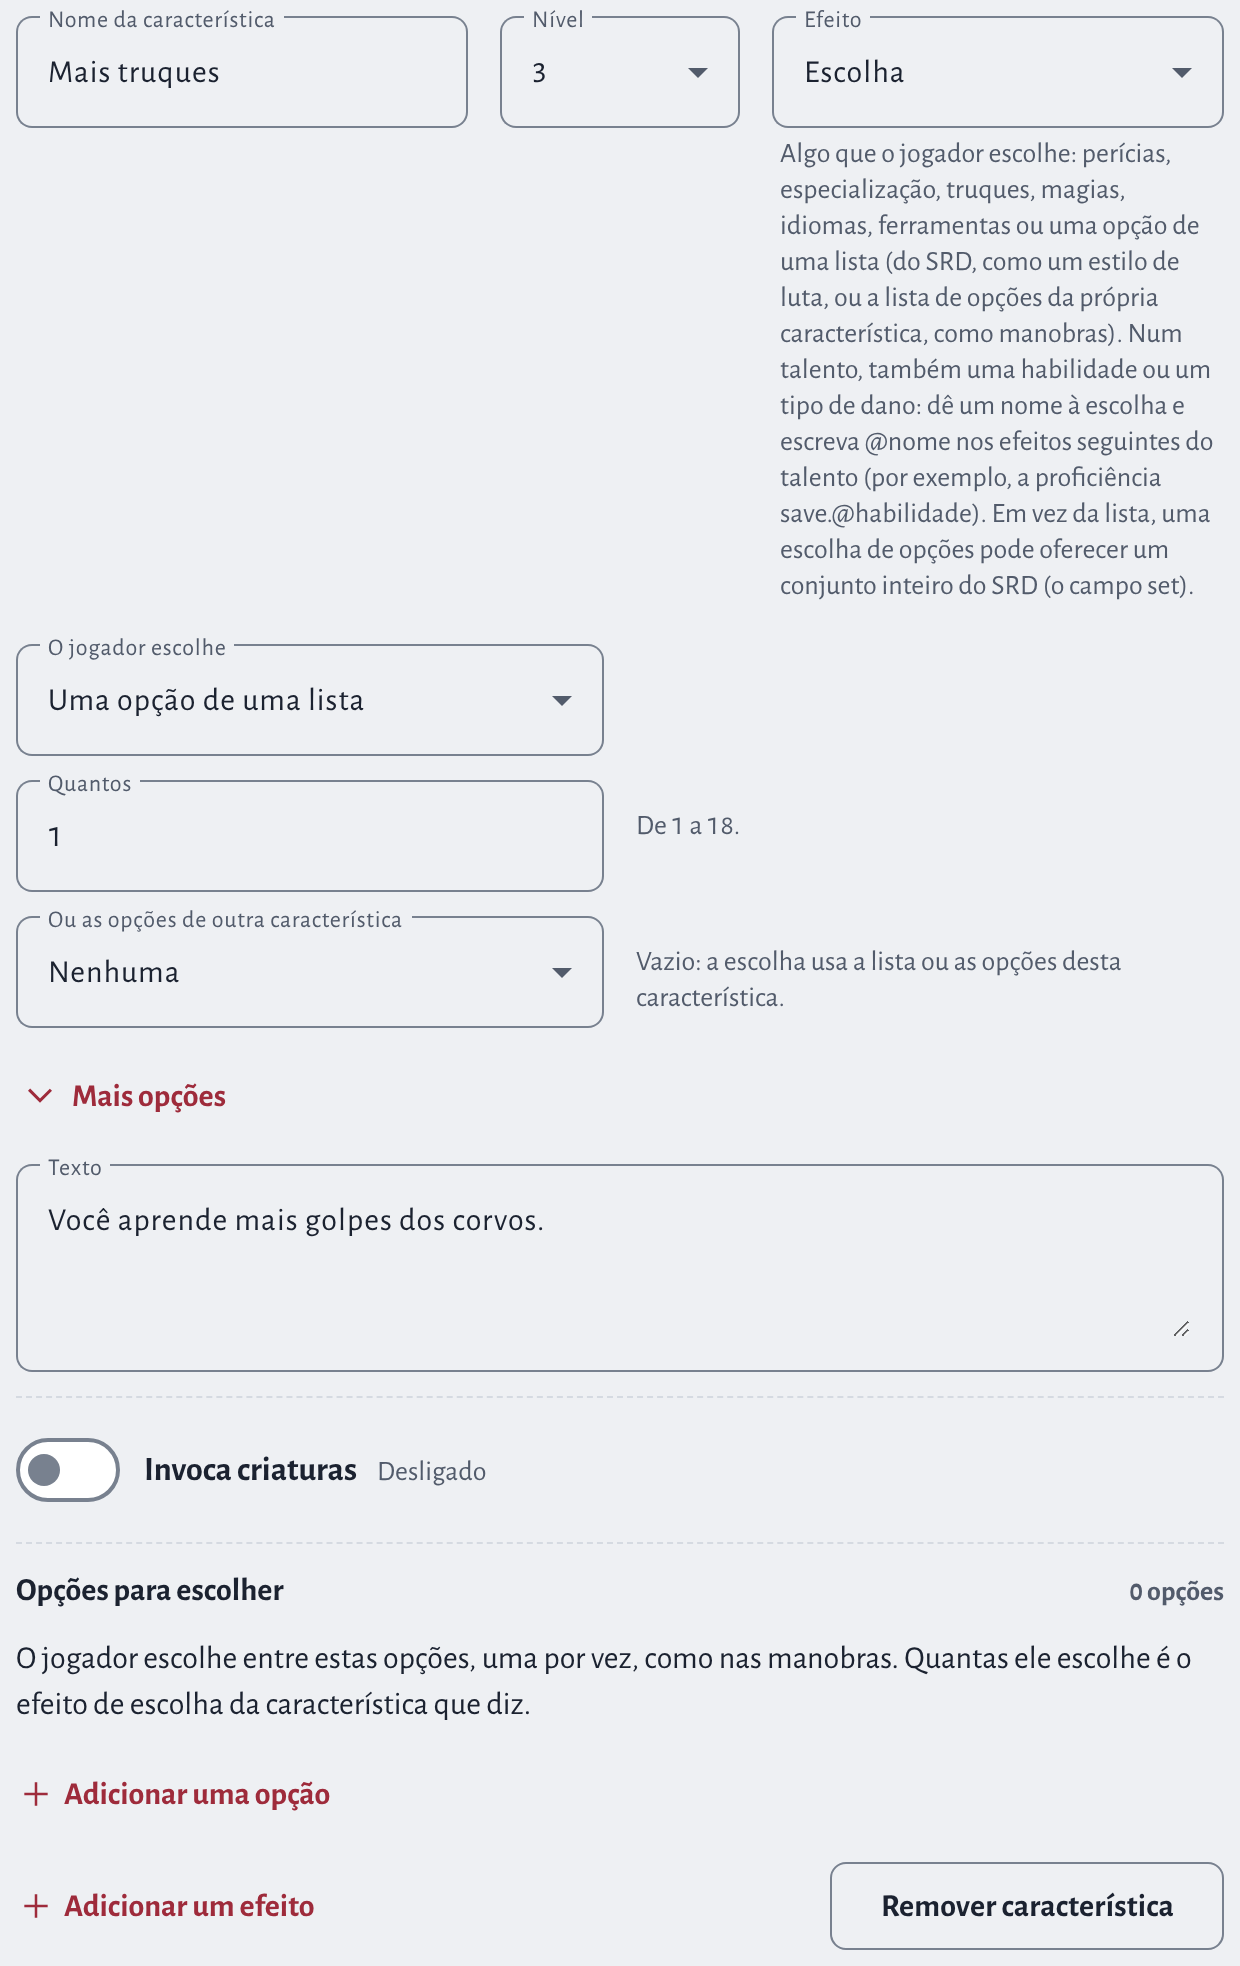 Nome da característica
Mais truques
Nível
3
Efeito
Escolha
Algo que o jogador escolhe: perícias,
especialização, truques, magias,
idiomas, ferramentas ou uma opção de
uma lista (do SRD, como um estilo de
luta, ou a lista de opções da própria
característica, como manobras). Num
talento, também uma habilidade ou um
tipo de dano: dê um nome à escolha e
escreva @nome nos efeitos seguintes do
talento (por exemplo, a proficiência
save.@habilidade). Em vez da lista, uma
escolha de opções pode oferecer um
conjunto inteiro do SRD (o campo set).
O jogador escolhe
Uma opção de uma lista
Quantos
1
De 1 a 18.
Ou as opções de outra característica
Nenhuma
Vazio: a escolha usa a lista ou as opções desta
característica.
Mais opções
Texto
Você aprende mais golpes dos corvos.
Invoca criaturas Desligado
Opções para escolher
0 opções
O jogador escolhe entre estas opções, uma por vez, como nas manobras. Quantas ele escolhe é o
efeito de escolha da característica que diz.
Adicionar uma opção
Adicionar um efeito
Remover característica